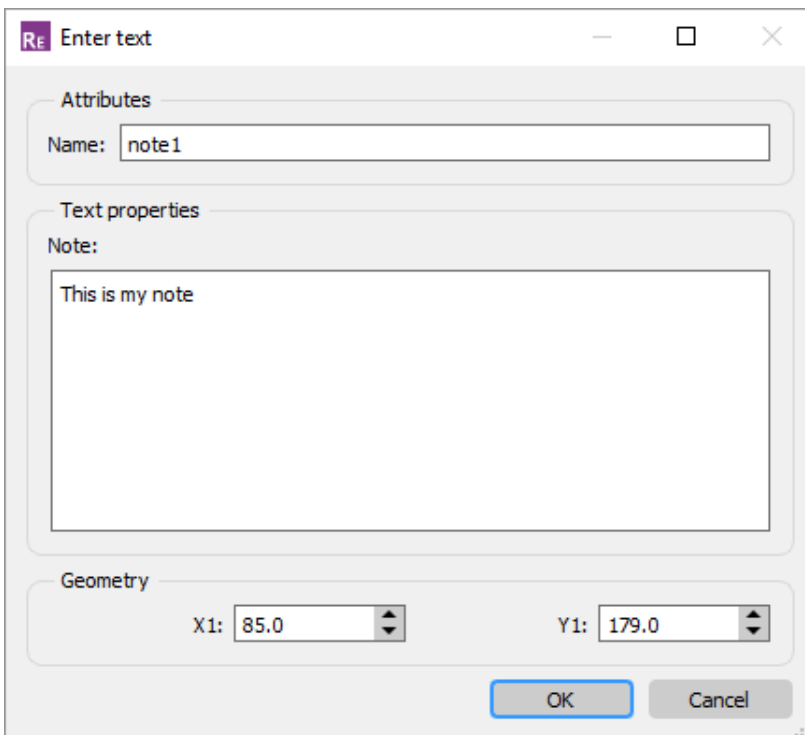 RE Enter text
Attributes
Name: note1
Text properties
Note:
This is my note
Geometry
X1: 85.0 Y1: 179.0
OK Cancel